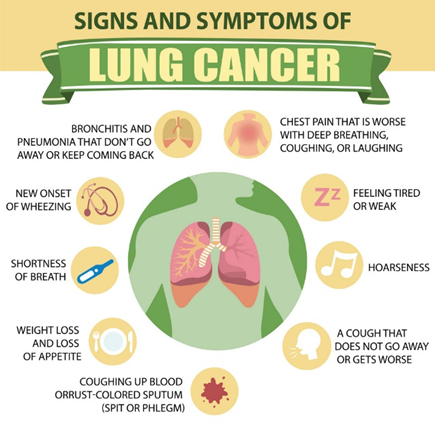 SIGNS AND SYMPTOMS OF
LUNG CANCER
BRONCHITIS AND
PNEUMONIA THAT DON'T GO
AWAY OR KEEP COMING BACK
CHEST PAIN THAT IS WORSE
WITH DEEP BREATHING,
COUGHING, OR LAUGHING
NEW ONSET
OF WHEEZING
ZZ
FEELING TIRED
OR WEAK
SHORTNESS
OF BREATH
HOARSENESS
WEIGHT LOSS
AND LOSS
OF APPETITE
A COUGH THAT
DOES NOT GO AWAY
OR GETS WORSE
COUGHING UP BLOOD
ORRUST-COLORED SPUTUM
(SPIT OR PHLEGM)